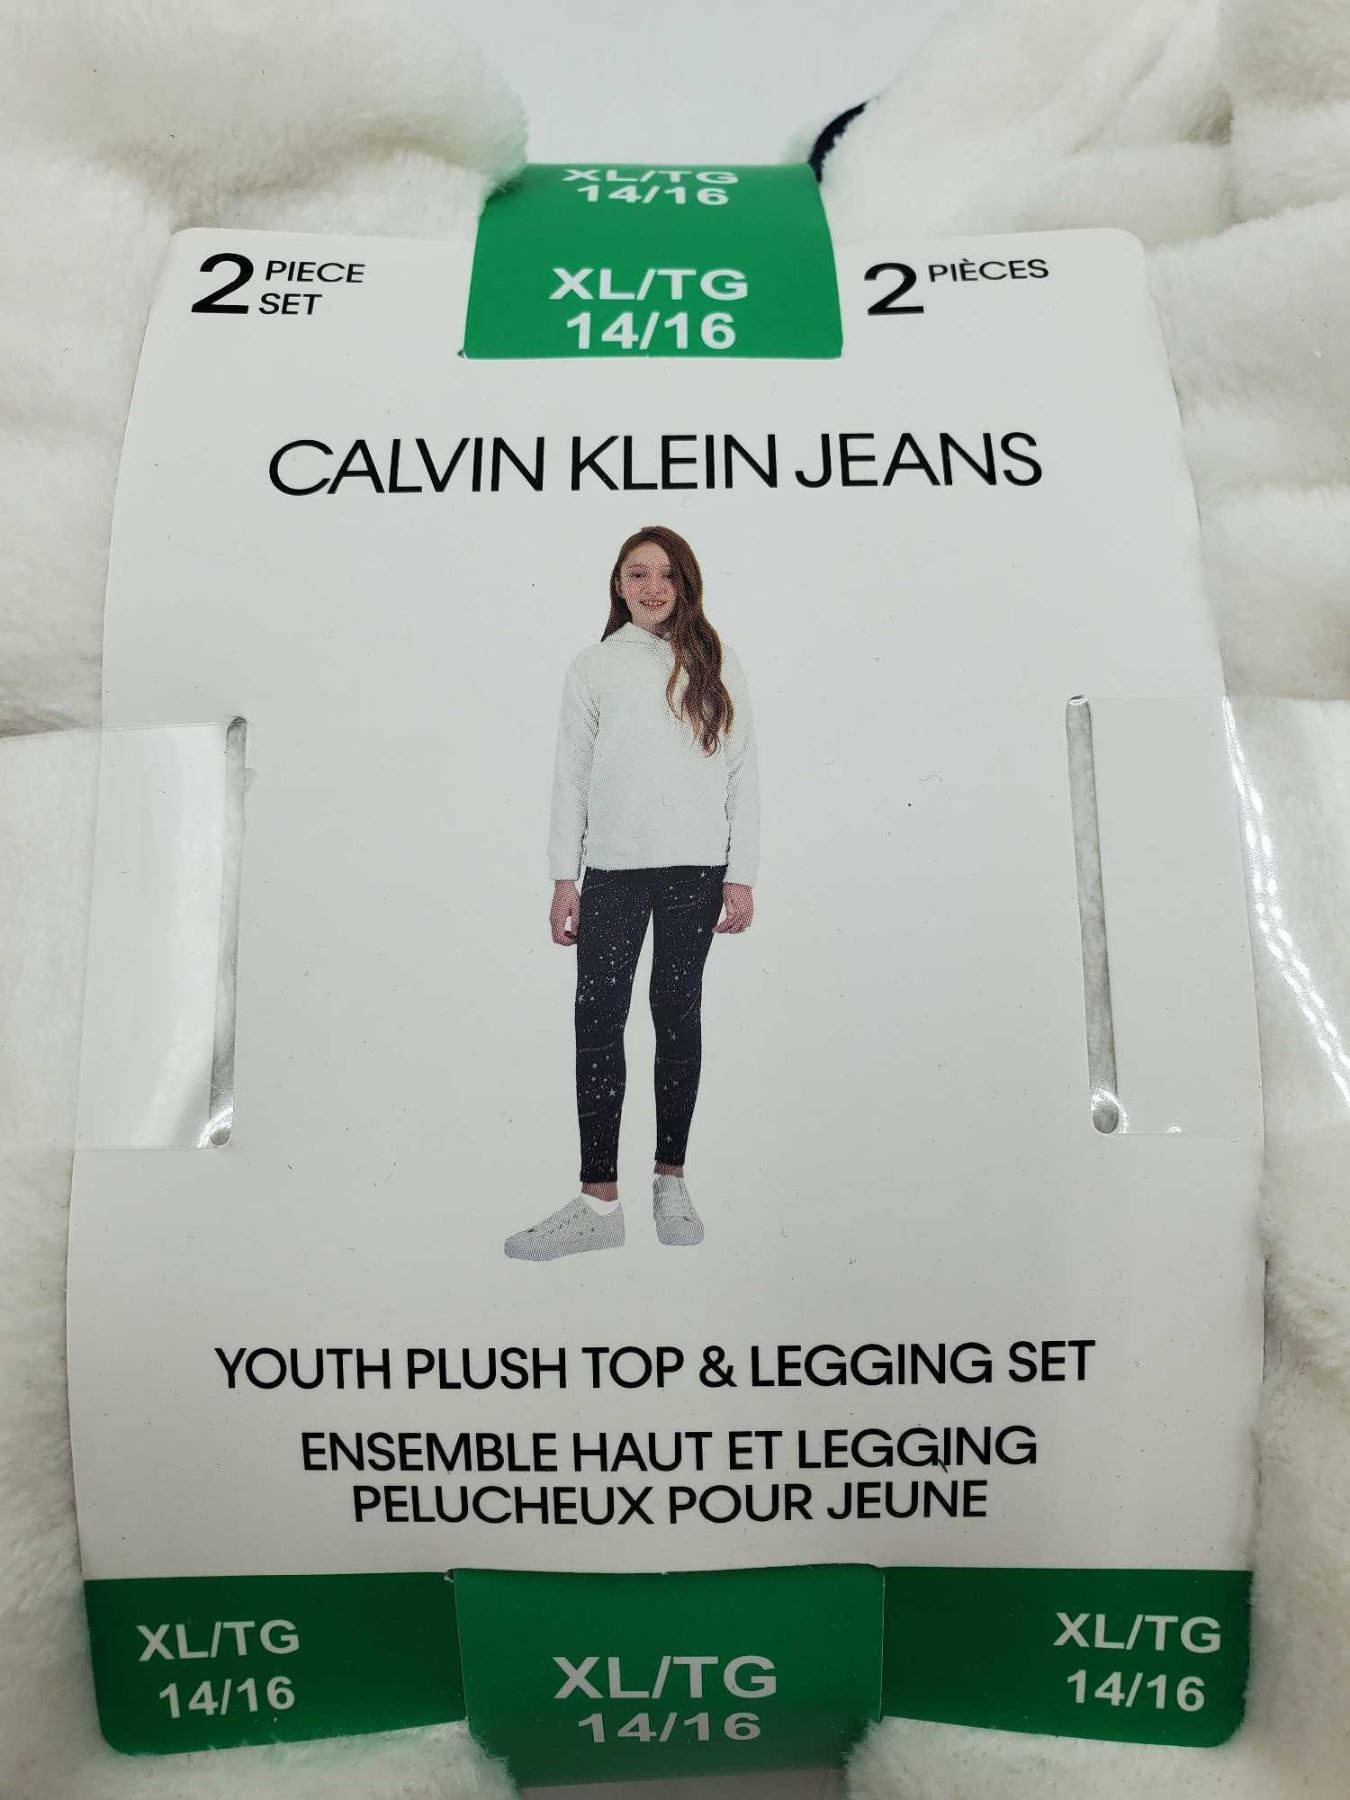 XL/TG
14/16
XL/TG
14/16
2 PIECE
SET
2 PIÈCES
CALVIN KLEIN JEANS
YOUTH PLUSH TOP & LEGGING SET
ENSEMBLE HAUT ET LEGGING
PELUCHEUX POUR JEUNE
XL/TG
14/16
XL/TG
14/16
XL/TG
14/16